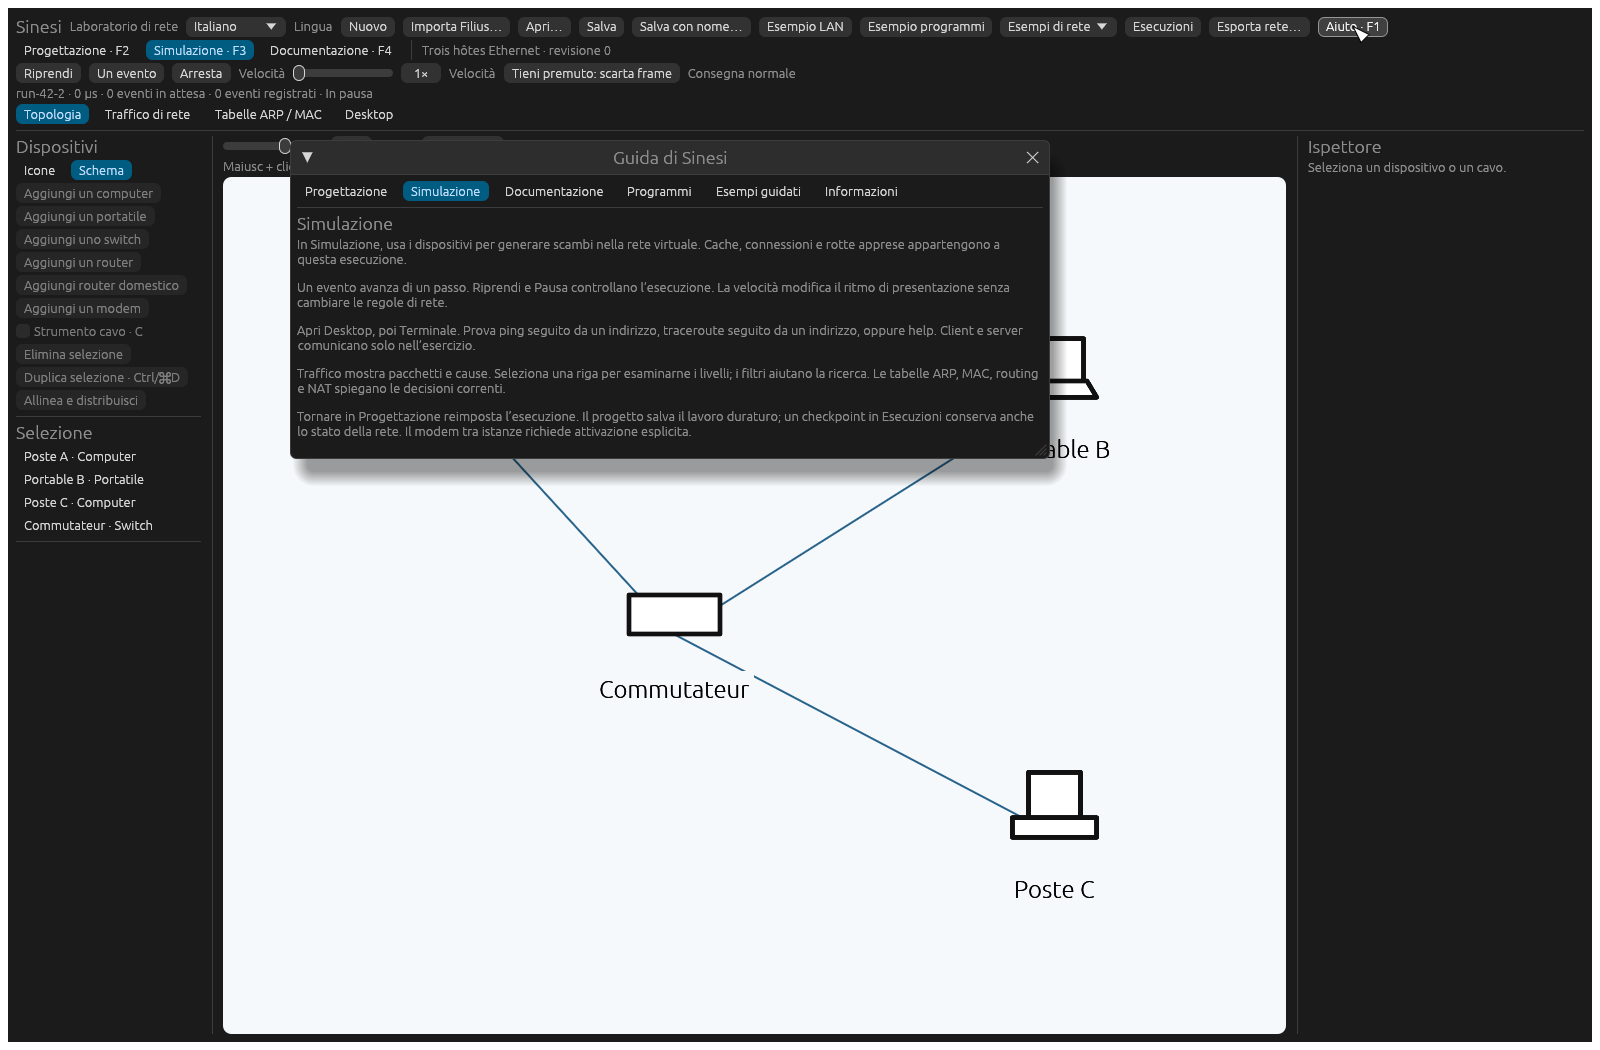 Sinesi Laboratorio di rete Italiano Lingua Nuovo Importa Filius... Apri... Salva Salva con nome... Esempio LAN Esempio programmi Esempi di rete Esecuzioni Esporta rete... Aiuto · F1
Progettazione · F2 Simulazione · F3 Documentazione · F4 Trois hôtes Ethernet · revisione 0
Riprendi Un evento Arresta Velocità 1× Velocità Tieni premuto: scarta frame Consegna normale
run-42-2 · 0 µs · 0 eventi in attesa · 0 eventi registrati · In pausa
Topologia Traffico di rete Tabelle ARP / MAC Desktop
Dispositivi
Icone Schema
Aggiungi un computer
Aggiungi un portatile
Aggiungi uno switch
Aggiungi un router
Aggiungi router domestico
Aggiungi un modem
Strumento cavo · C
Elimina selezione
Duplica selezione · Ctrl/⌘D
Allinea e distribuisci
Selezione
Poste A · Computer
Portable B · Portatile
Poste C · Computer
Commutateur · Switch
Maiusc + cli
Guida di Sinesi
Progettazione Simulazione Documentazione Programmi Esempi guidati Informazioni
Simulazione
In Simulazione, usa i dispositivi per generare scambi nella rete virtuale. Cache, connessioni e rotte apprese appartengono a
questa esecuzione.
Un evento avanza di un passo. Riprendi e Pausa controllano l'esecuzione. La velocità modifica il ritmo di presentazione senza
cambiare le regole di rete.
Apri Desktop, poi Terminale. Prova ping seguito da un indirizzo, traceroute seguito da un indirizzo, oppure help. Client e server
comunicano solo nell'esercizio.
Traffico mostra pacchetti e cause. Seleziona una riga per esaminarne i livelli; i filtri aiutano la ricerca. Le tabelle ARP, MAC, routing
e NAT spiegano le decisioni correnti.
Tornare in Progettazione reimposta l'esecuzione. Il progetto salva il lavoro duraturo; un checkpoint in Esecuzioni conserva anche
lo stato della rete. Il modem tra istanze richiede attivazione esplicita.
able B
Commutateur
Poste C
Ispettore
Seleziona un dispositivo o un cavo.